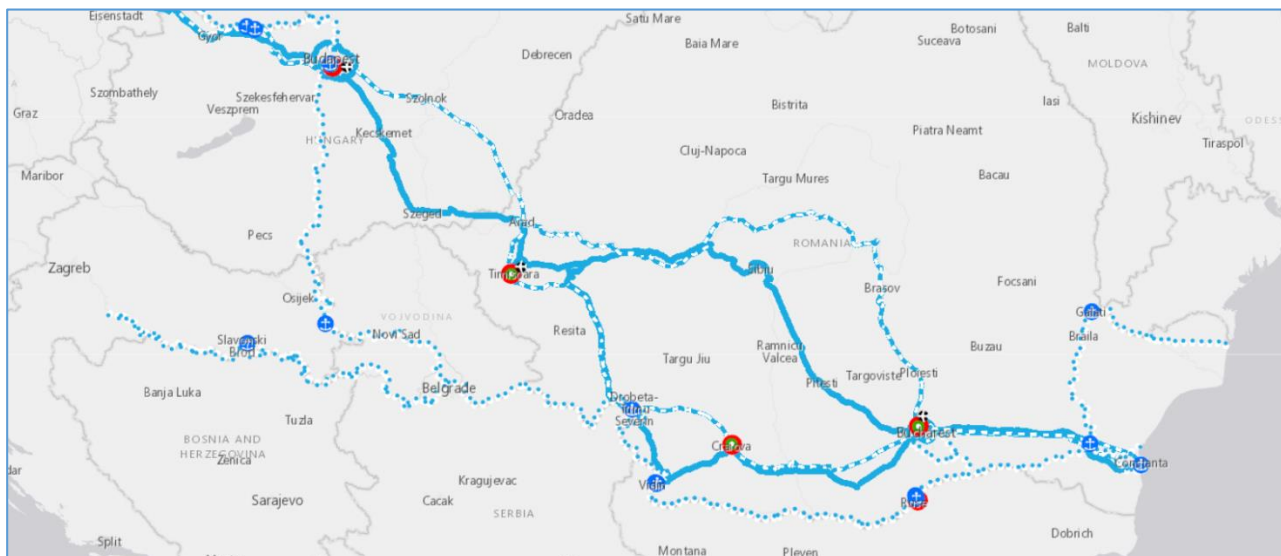 Eisenstadt
Satu Mare
Botosani
Balti
Gyor
Baia Mare
Suceava
Budapest
Debrecen
MOLDOVA
Szombathely
Szekesfehervar
Szolnok
Veszprem
Oradea
Bistrita
Iasi
Graz
Kishinev
ODES
Kecskemet
Piatra Neamt
HUNGARY
Tiraspol
Cluj-Napoca
Maribor
Targu Mures
Bacau
Szeged
Arad
Pecs
ROMANIA
Zagreb
Timisoara
Sibiu
Brasov
Focsani
Osijek
VOJVODINA
Novi Sad
Resita
Galati
Slavonski
Brod
Ramnicu
Valcea
Buzau
Braila
Targu Jiu
Banja Luka
Belgrade
Pitesti
Targoviste
Ploiesti
Drobeta-
Turnu
Severin
Tuzla
Bucharest
BOSNIA AND
HERZEGOVINA
Craiova
Zenica
Constanta
dar
Kragujevac
Vidin
Sarajevo
Cacak
SERBIA
Ruse
Dobrich
Split
Montana
Pleven